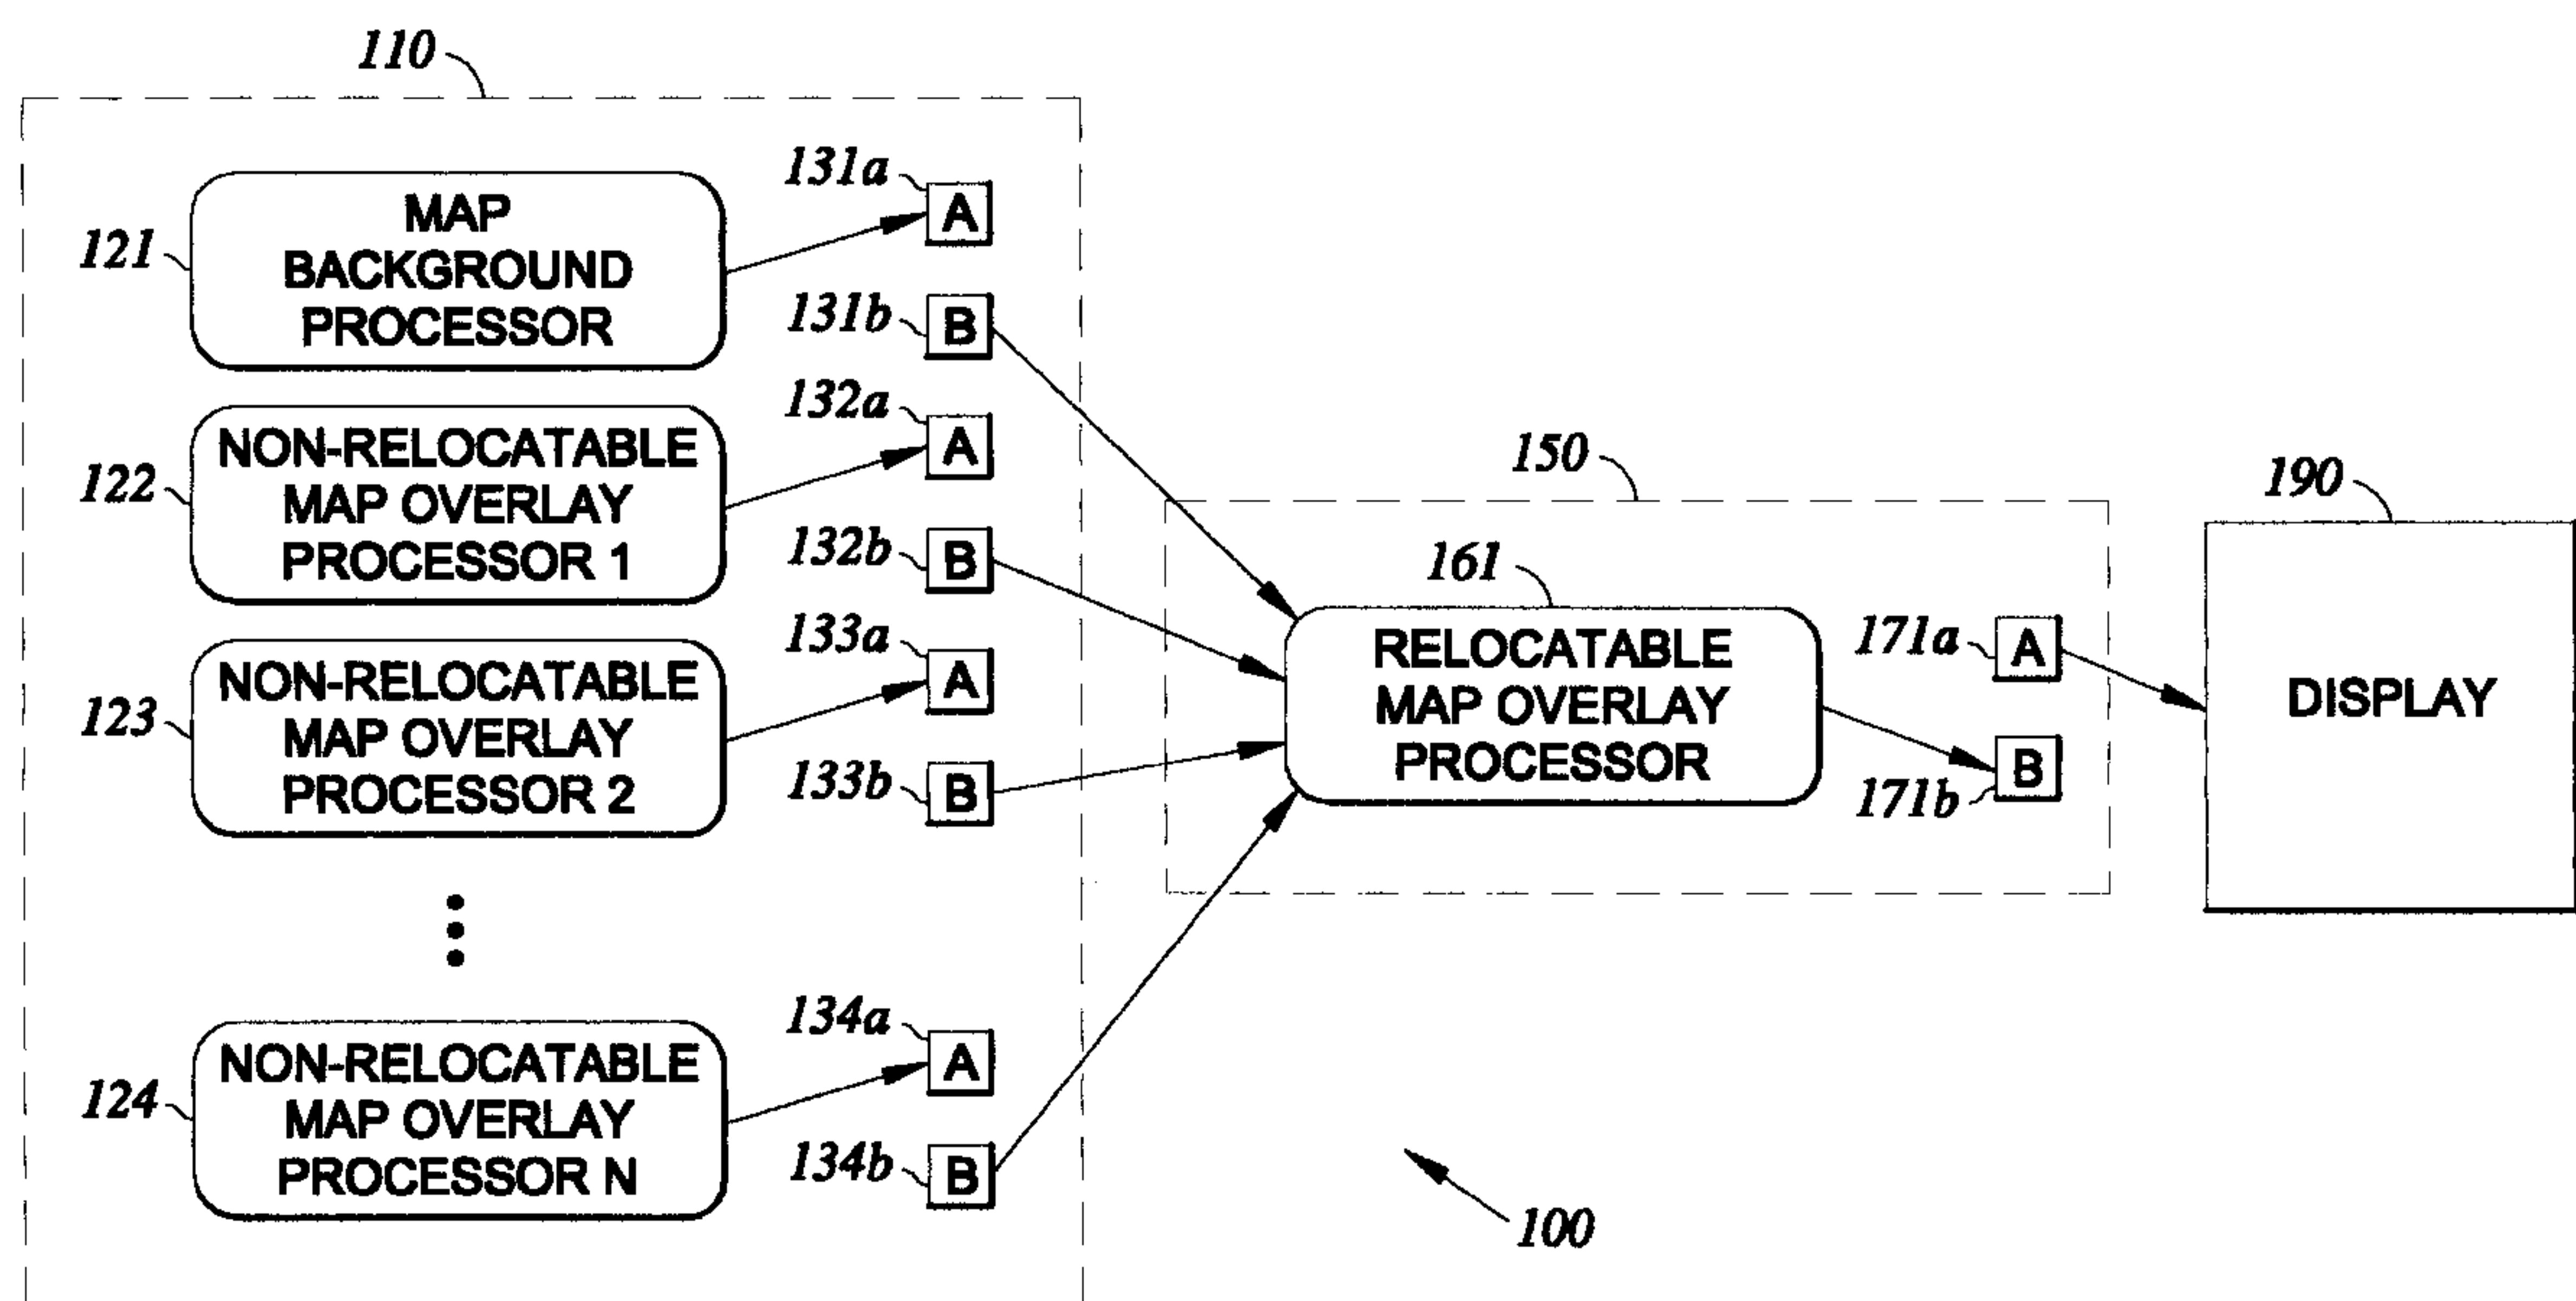 110
131a
A
MAP
BACKGROUND
PROCESSOR
121
131b
B
132a
A
NON-RELOCATABLE
MAP OVERLAY
PROCESSOR 1
122
132b
B
133a
A
NON-RELOCATABLE
MAP OVERLAY
PROCESSOR 2
123
133b
B
134a
A
NON-RELOCATABLE
MAP OVERLAY
PROCESSOR N
124
134b
B
150
161
RELOCATABLE
MAP OVERLAY
PROCESSOR
171a
A
171b
B
190
DISPLAY
100